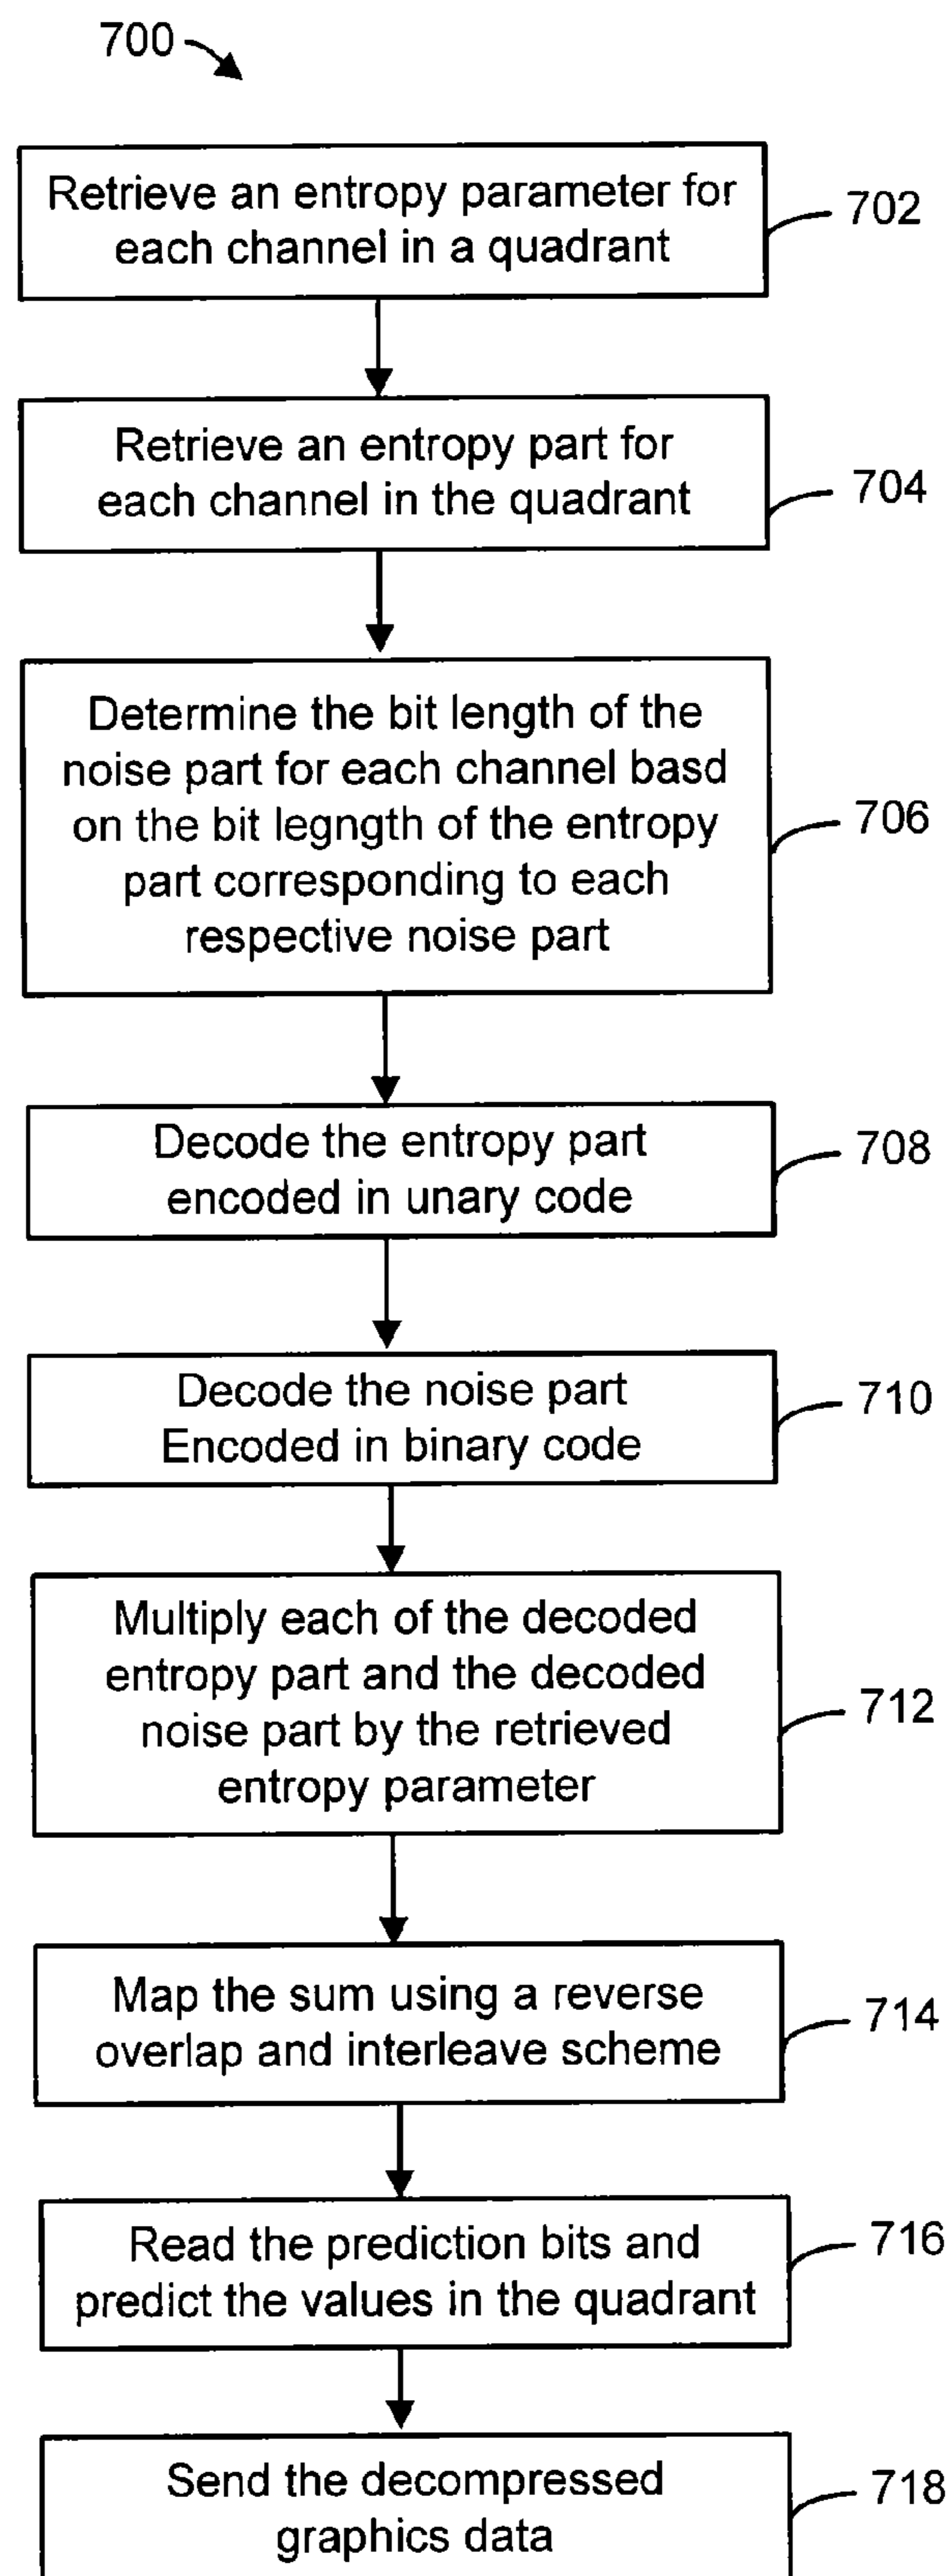 700
Retrieve an entropy parameter for
each channel in a quadrant
702
Retrieve an entropy part for
each channel in the quadrant
704
Determine the bit length of the
noise part for each channel basd
on the bit legngth of the entropy
part corresponding to each
respective noise part
706
Decode the entropy part
encoded in unary code
708
Decode the noise part
Encoded in binary code
710
Multiply each of the decoded
entropy part and the decoded
noise part by the retrieved
entropy parameter
712
Map the sum using a reverse
overlap and interleave scheme
714
Read the prediction bits and
predict the values in the quadrant
716
Send the decompressed
graphics data
718